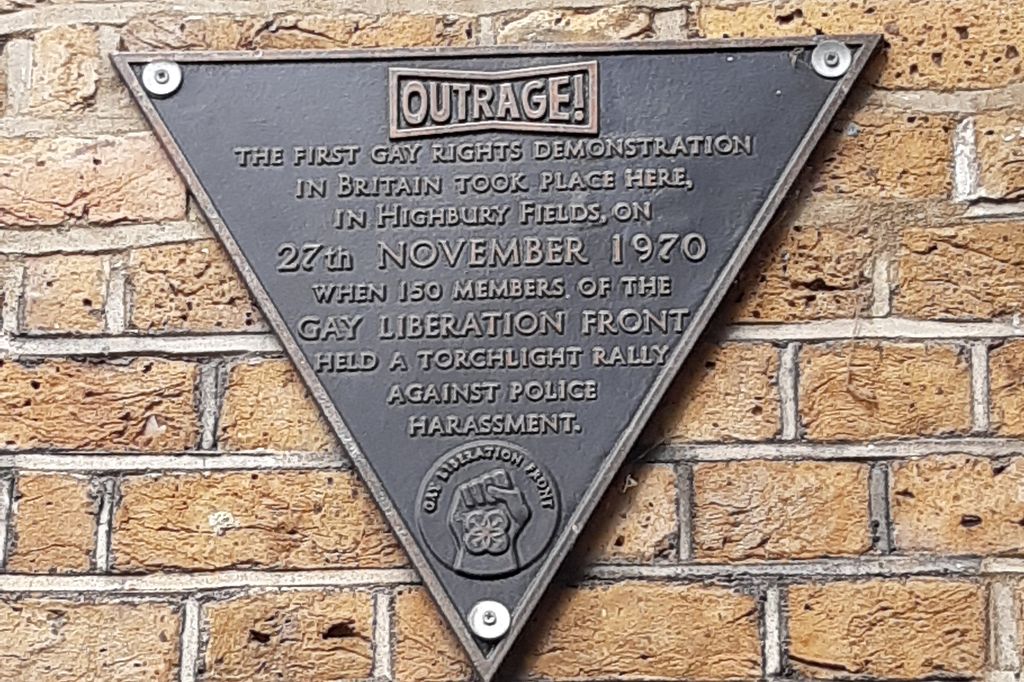 OUTRAGE!
THE FIRST GAY RIGHTS DEMONSTRATION
IN BRITAIN TOOK PLACE HERE,
IN HIGHBURY FIELDS, ON
27th NOVEMBER 1970
WHEN 150 MEMBERS OF THE
GAY LIBERATION FRONT
HELD A TORCHLIGHT RALLY
AGAINST POLICE
HARASSMENT.
GAY LIBERATION FRONT